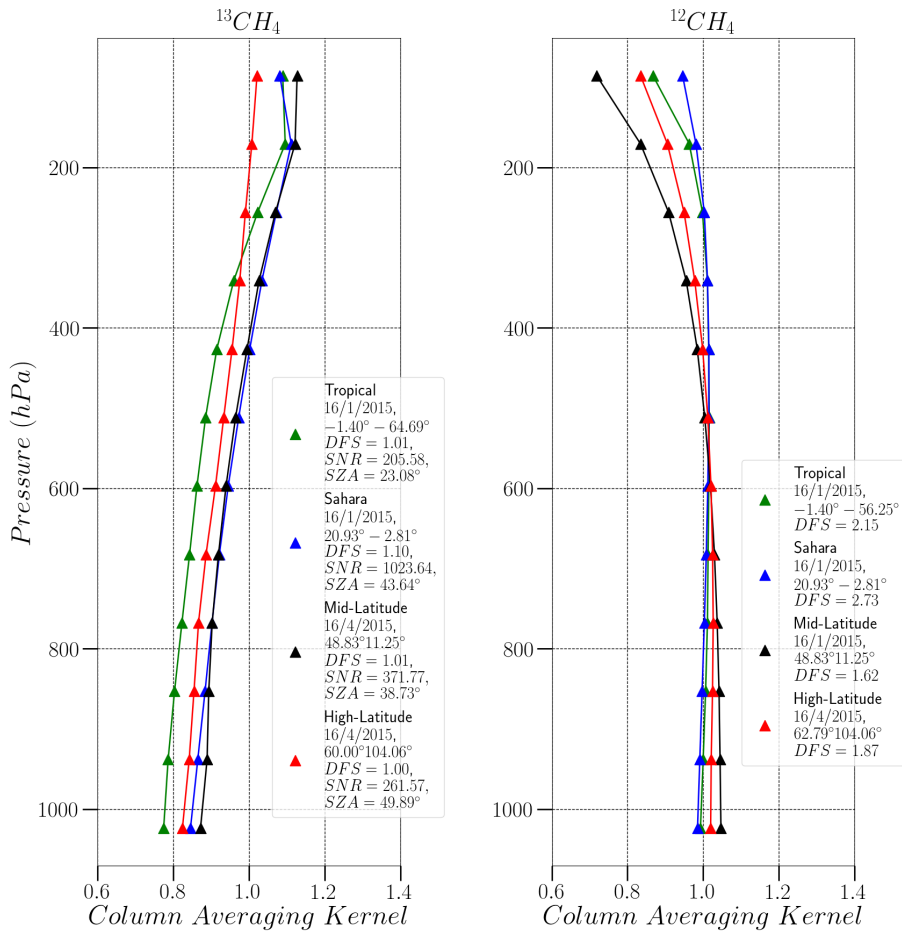 ¹³CH₄
200
400
600
800
1000
Pressure (hPa)
0.6 0.8 1.0 1.2 1.4
Column Averaging Kernel
Tropical
16/1/2015,
−1.40° − 64.69°
DFS = 1.01,
SNR = 205.58,
SZA = 23.08°
Sahara
16/1/2015,
20.93° − 2.81°
DFS = 1.10,
SNR = 1023.64,
SZA = 43.64°
Mid-Latitude
16/4/2015,
48.83°11.25°
DFS = 1.01,
SNR = 371.77,
SZA = 38.73°
High-Latitude
16/4/2015,
60.00°104.06°
DFS = 1.00,
SNR = 261.57,
SZA = 49.89°
¹²CH₄
200
400
600
800
1000
0.6 0.8 1.0 1.2 1.4
Column Averaging Kernel
Tropical
16/1/2015,
−1.40° − 56.25°
DFS = 2.15
Sahara
16/1/2015,
20.93° − 2.81°
DFS = 2.73
Mid-Latitude
16/1/2015,
48.83°11.25°
DFS = 1.62
High-Latitude
16/4/2015,
62.79°104.06°
DFS = 1.87